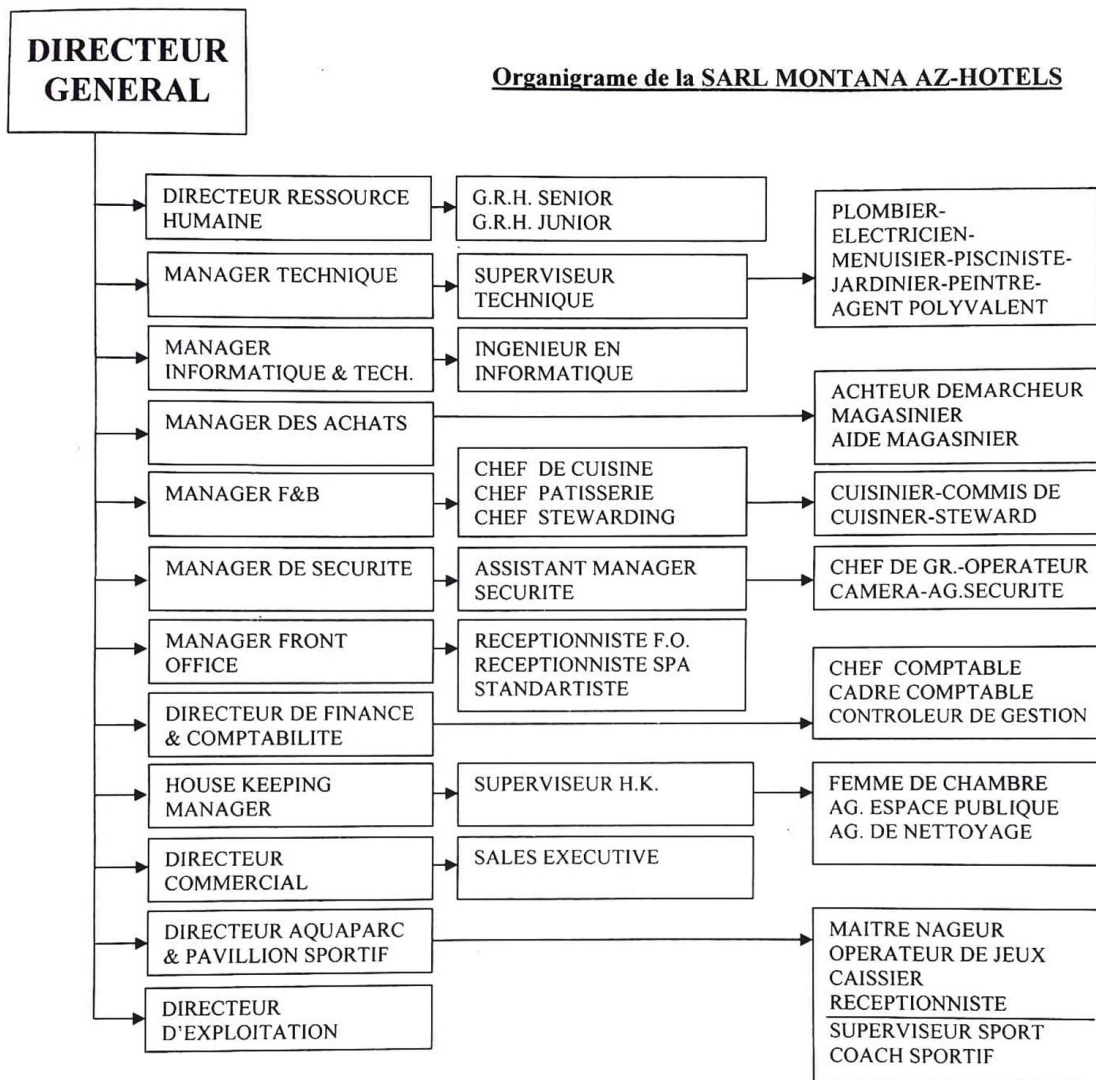 DIRECTEUR
GENERAL
Organigrame de la SARL MONTANA AZ-HOTELS
DIRECTEUR RESSOURCE
HUMAINE
G.R.H. SENIOR
G.R.H. JUNIOR
MANAGER TECHNIQUE
SUPERVISEUR
TECHNIQUE
PLOMBIER-
ELECTRICIEN-
MENUISIER-PISCINISTE-
JARDINIER-PEINTRE-
AGENT POLYVALENT
MANAGER
INFORMATIQUE & TECH.
INGENIEUR EN
INFORMATIQUE
MANAGER DES ACHATS
ACHTEUR DEMARCHEUR
MAGASINIER
AIDE MAGASINIER
MANAGER F&B
CHEF DE CUISINE
CHEF PATISSERIE
CHEF STEWARDING
CUISINIER-COMMIS DE
CUISINER-STEWARD
MANAGER DE SECURITE
ASSISTANT MANAGER
SECURITE
CHEF DE GR.-OPERATEUR
CAMERA-AG.SECURITE
MANAGER FRONT
OFFICE
RECEPTIONNISTE F.O.
RECEPTIONNISTE SPA
STANDARTISTE
DIRECTEUR DE FINANCE
& COMPTABILITE
CHEF COMPTABLE
CADRE COMPTABLE
CONTROLEUR DE GESTION
HOUSE KEEPING
MANAGER
SUPERVISEUR H.K.
FEMME DE CHAMBRE
AG. ESPACE PUBLIQUE
AG. DE NETTOYAGE
DIRECTEUR
COMMERCIAL
SALES EXECUTIVE
DIRECTEUR AQUAPARC
& PAVILLION SPORTIF
MAITRE NAGEUR
OPERATEUR DE JEUX
CAISSIER
RECEPTIONNISTE
SUPERVISEUR SPORT
COACH SPORTIF
DIRECTEUR
D'EXPLOITATION